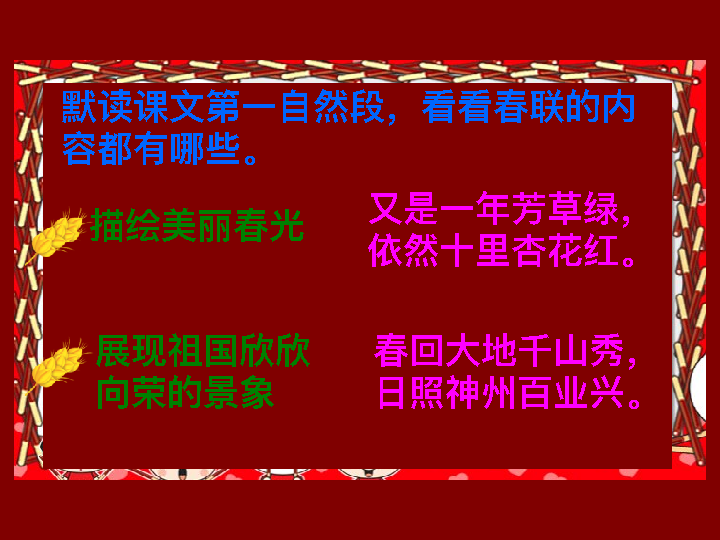 默读课文第一自然段，看看春联的内
容都有哪些。
描绘美丽春光
又是一年芳草绿，
依然十里杏花红。
展现祖国欣欣
向荣的景象
春回大地千山秀，
日照神州百业兴。